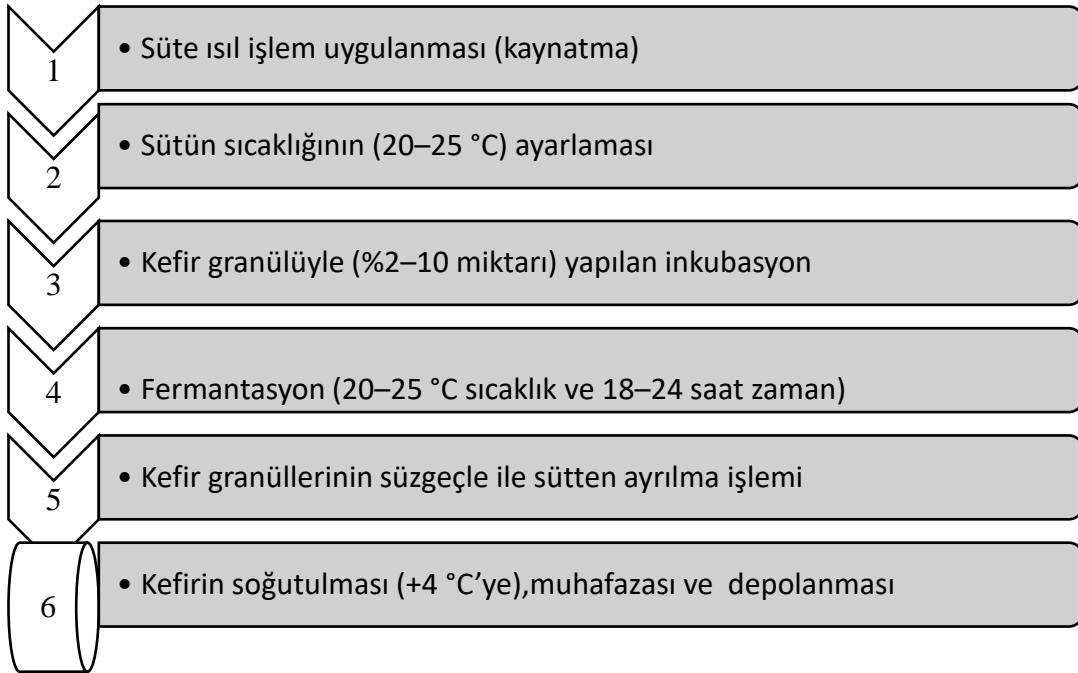 1
• Süte ısıl işlem uygulanması (kaynatma)
2
• Sütün sıcaklığının (20–25 °C) ayarlaması
3
• Kefir granülüyle (%2–10 miktarı) yapılan inkubasyon
4
• Fermantasyon (20–25 °C sıcaklık ve 18–24 saat zaman)
5
• Kefir granüllerinin süzgeçle ile sütten ayrılma işlemi
6
• Kefirin soğutulması (+4 °C’ye),muhafazası ve  depolanması